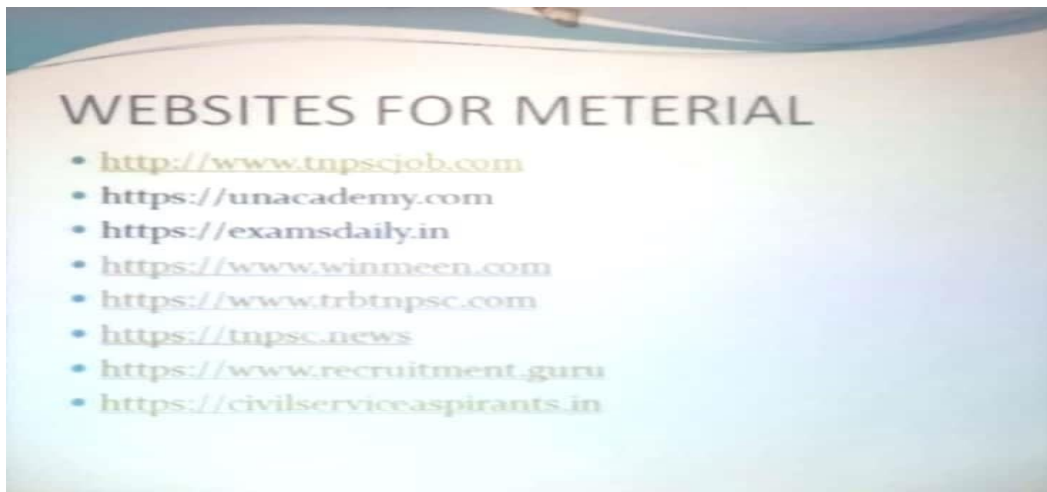 WEBSITES FOR METERIAL
• http://www.tnpscjob.com
• https://unacademy.com
• https://examsdaily.in
• https://www.winmeen.com
• https://www.trbtnpsc.com
• https://tnpsc.news
• https://www.recruitment.guru
• https://civilserviceaspirants.in